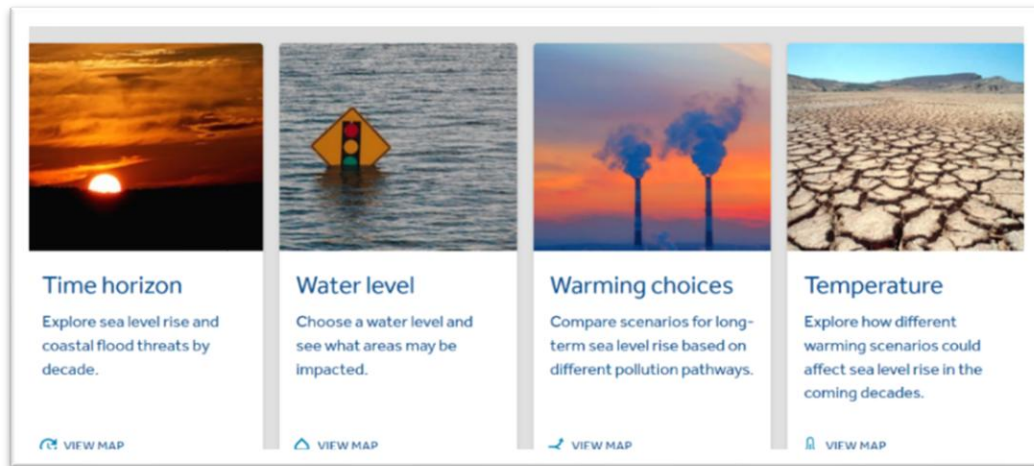 Time horizon
Explore sea level rise and
coastal flood threats by
decade.
VIEW MAP
Water level
Choose a water level and
see what areas may be
impacted.
VIEW MAP
Warming choices
Compare scenarios for long-
term sea level rise based on
different pollution pathways.
VIEW MAP
Temperature
Explore how different
warming scenarios could
affect sea level rise in the
coming decades.
VIEW MAP